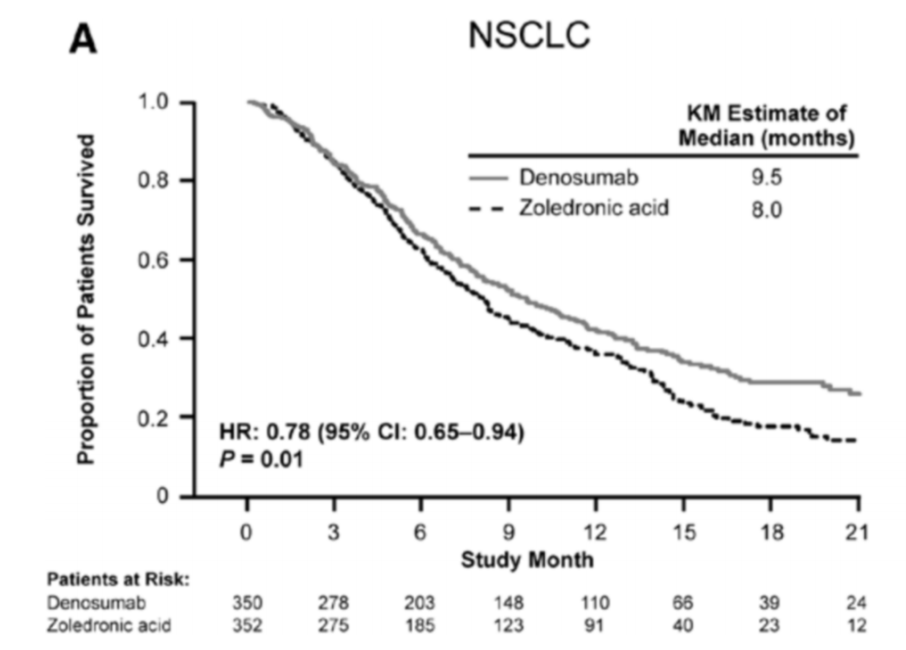 A
NSCLC
KM Estimate of
Median (months)
Denosumab 9.5
Zoledronic acid 8.0
Proportion of Patients Survived
1.0
0.8
0.6
0.4
0.2
0
HR: 0.78 (95% CI: 0.65–0.94)
P = 0.01
0 3 6 9 12 15 18 21
Study Month
Patients at Risk:
Denosumab 350 278 203 148 110 66 39 24
Zoledronic acid 352 275 185 123 91 40 23 12